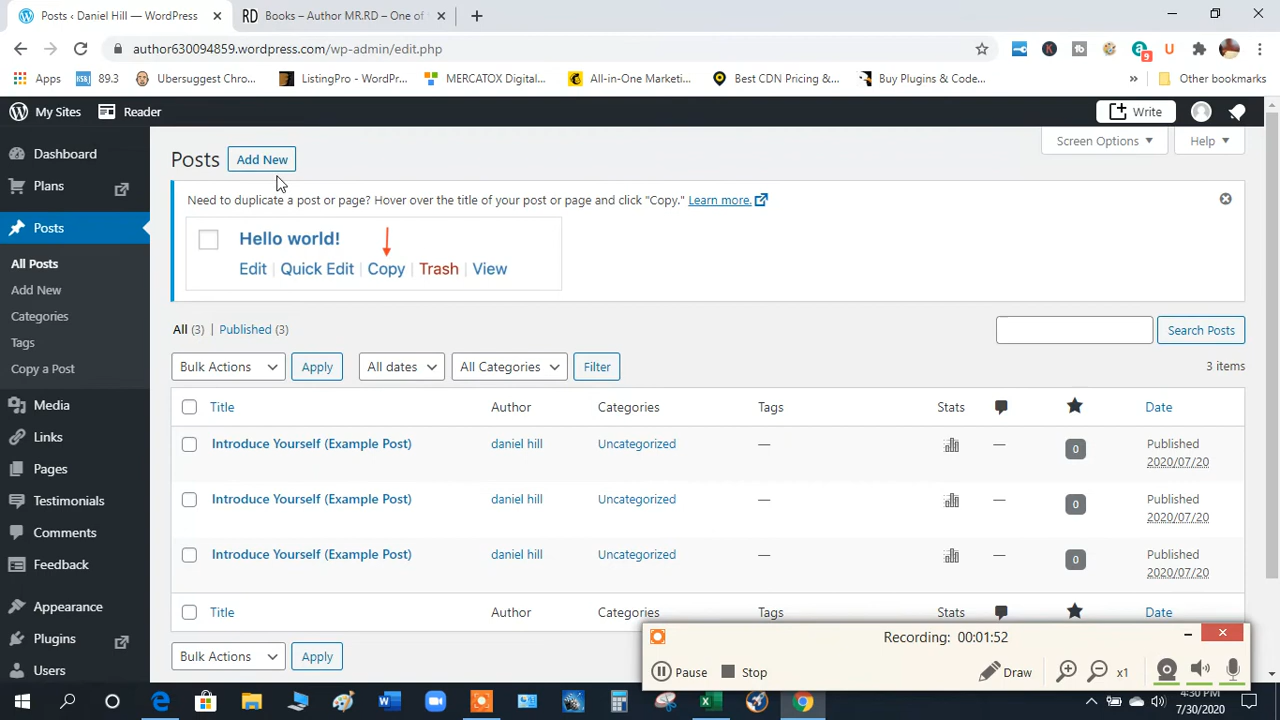 Posts ‹ Daniel Hill — WordPress
RD Books – Author MR.RD – One of
author630094859.wordpress.com/wp-admin/edit.php
9
Apps
89.3
Ubersuggest Chro...
ListingPro - WordPr...
MERCATOX Digital...
All-in-One Marketi...
Best CDN Pricing &...
Buy Plugins & Code...
Other bookmarks
My Sites
Reader
Write
Dashboard
Plans
Posts
All Posts
Add New
Categories
Tags
Copy a Post
Media
Links
Pages
Testimonials
Comments
Feedback
Appearance
Plugins
Users
Screen Options
Help
Posts
Add New
Need to duplicate a post or page? Hover over the title of your post or page and click "Copy." Learn more.
Hello world!
Edit | Quick Edit | Copy | Trash | View
All (3) | Published (3)
Search Posts
Bulk Actions
Apply
All dates
All Categories
Filter
3 items
Title Author Categories Tags Stats Date
Introduce Yourself (Example Post) daniel hill Uncategorized — — 0 Published
2020/07/20
Introduce Yourself (Example Post) daniel hill Uncategorized — — 0 Published
2020/07/20
Introduce Yourself (Example Post) daniel hill Uncategorized — — 0 Published
2020/07/20
Title Author Categories Tags Stats Date
Bulk Actions
Apply
Recording: 00:01:52
Pause
Stop
Draw
x1
4:30 PM
7/30/2020